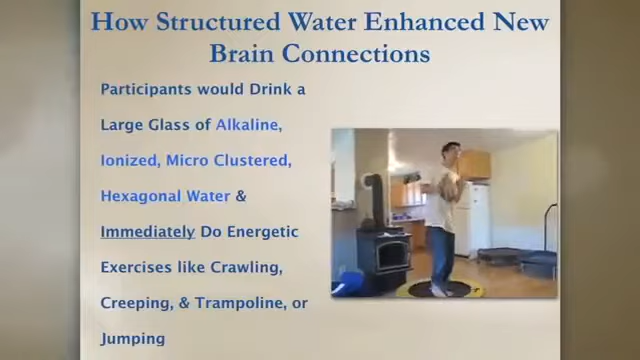 How Structured Water Enhanced New
Brain Connections
Participants would Drink a
Large Glass of Alkaline,
Ionized, Micro Clustered,
Hexagonal Water &
Immediately Do Energetic
Exercises like Crawling,
Creeping, & Trampoline, or
Jumping